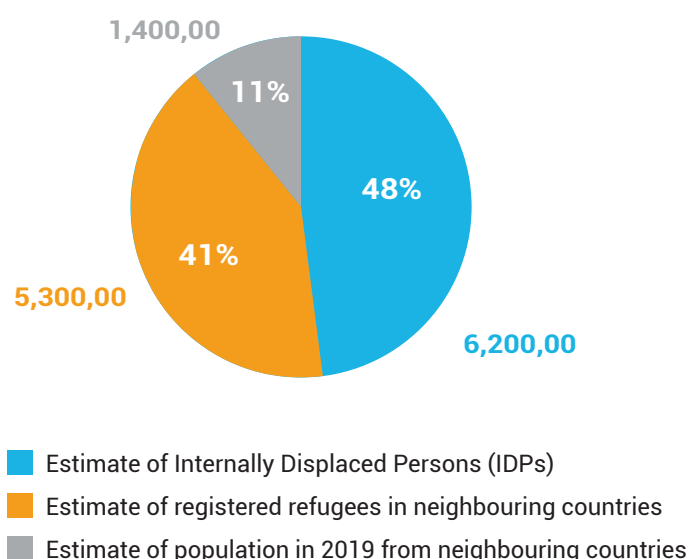 1,400,00
11%
48%
41%
5,300,00
6,200,00
Estimate of Internally Displaced Persons (IDPs)
Estimate of registered refugees in neighbouring countries
Estimate of population in 2019 from neighbouring countries